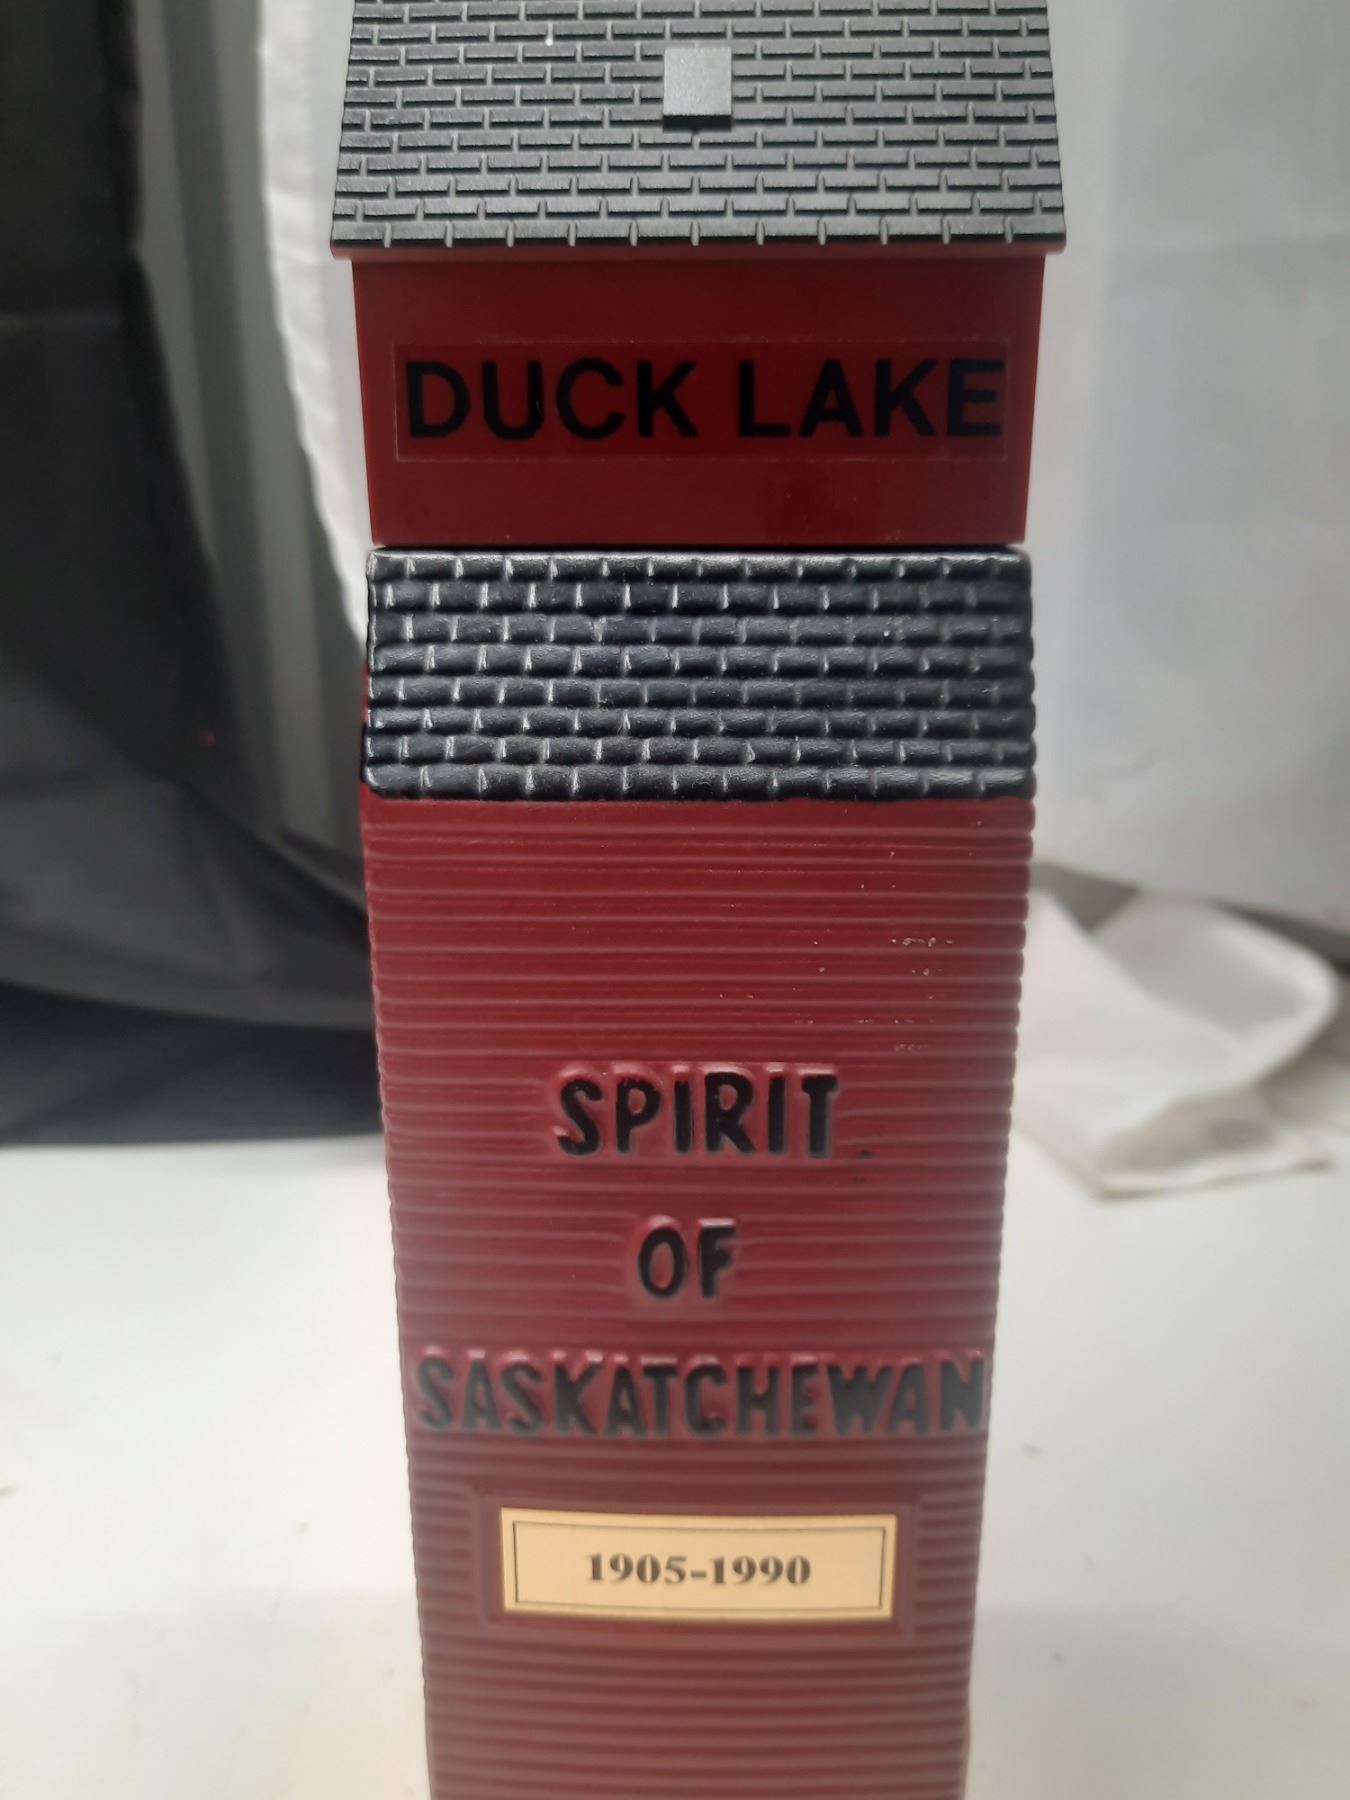 DUCK LAKE
SPIRIT
OF
SASKATCHEWAN
1905-1990